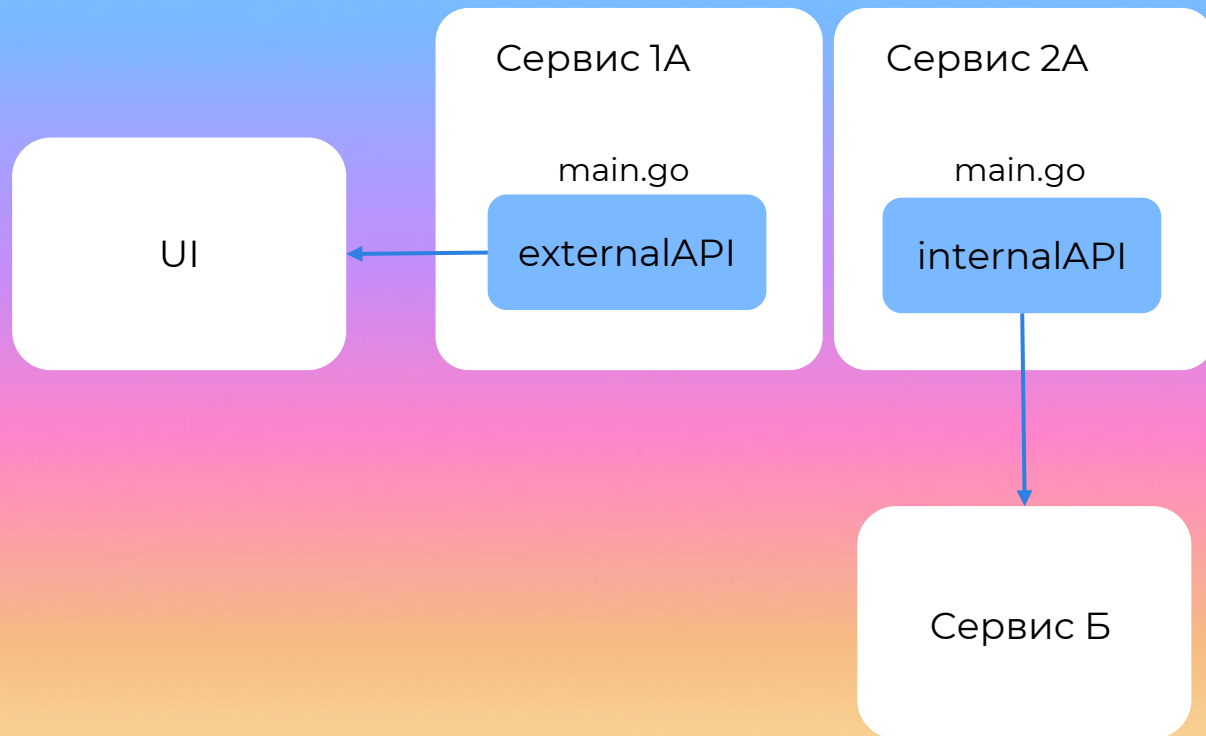 Сервис 1А
Сервис 2А
main.go
main.go
UI
externalAPI
internalAPI
Сервис Б